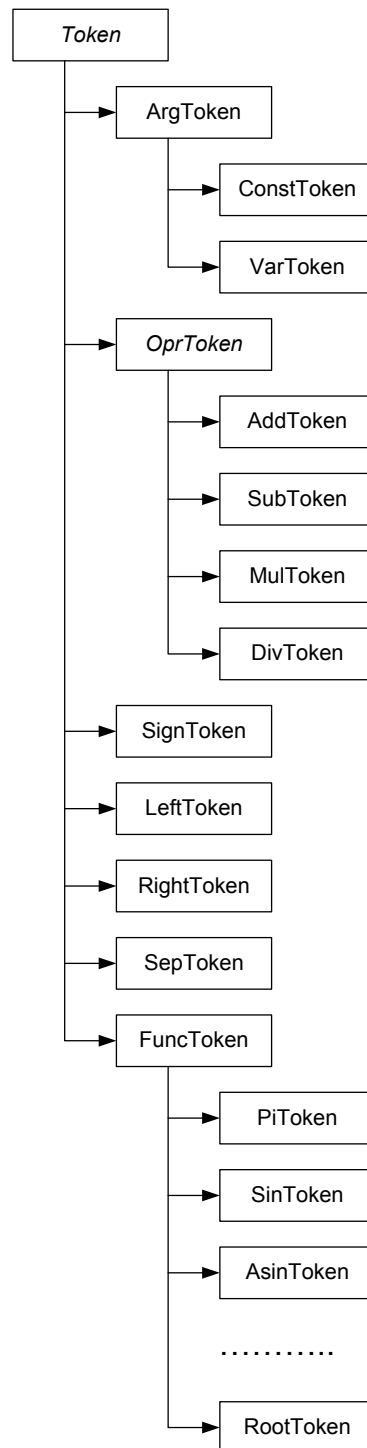 Token
ArgToken
ConstToken
VarToken
OprToken
AddToken
SubToken
MulToken
DivToken
SignToken
LeftToken
RightToken
SepToken
FuncToken
PiToken
SinToken
AsinToken
...........
RootToken